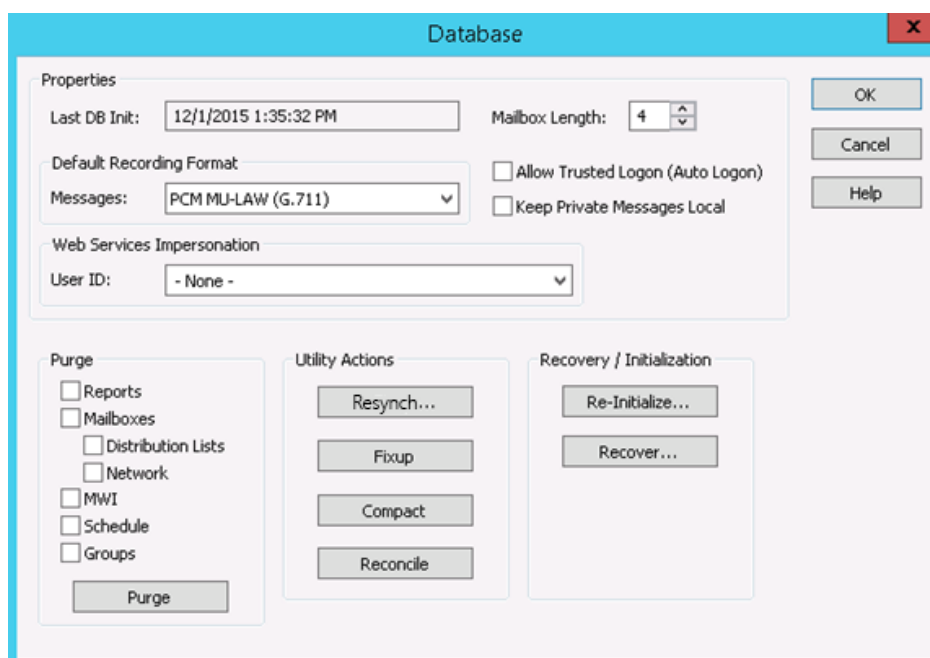 Database
X
Properties
Last DB Init: 12/1/2015 1:35:32 PM
Mailbox Length: 4
OK
Cancel
Help
Default Recording Format
Messages: PCM MU-LAW (G.711)
Allow Trusted Logon (Auto Logon)
Keep Private Messages Local
Web Services Impersonation
User ID: - None -
Purge
Reports
Mailboxes
Distribution Lists
Network
MWI
Schedule
Groups
Purge
Utility Actions
Resynch...
Fixup
Compact
Reconcile
Recovery / Initialization
Re-Initialize...
Recover...